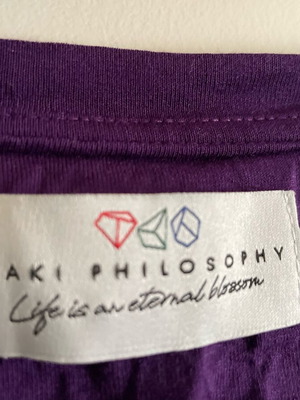 AKI PHILOSOPHY
Life is an eternal blossom